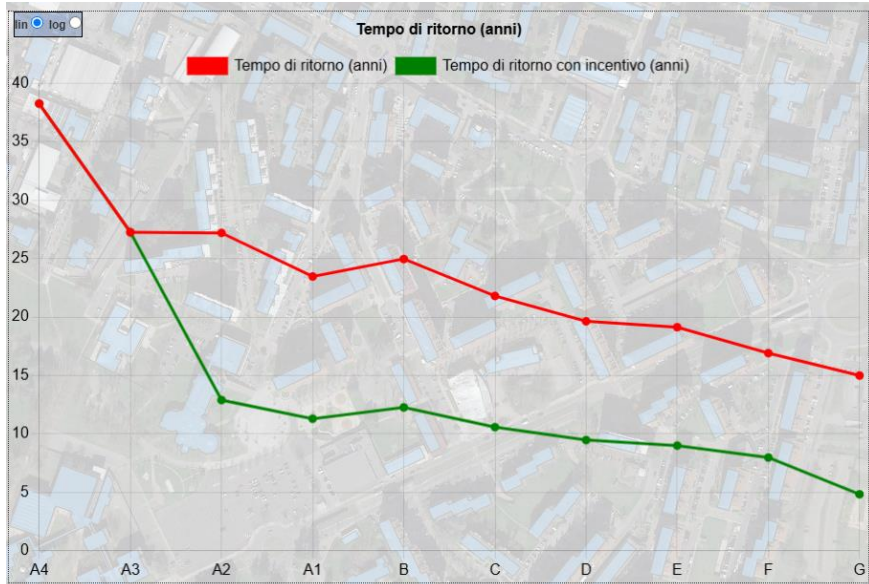 lin log
Tempo di ritorno (anni)
Tempo di ritorno (anni) Tempo di ritorno con incentivo (anni)
40
35
30
25
20
15
10
5
0
A4 A3 A2 A1 B C D E F G